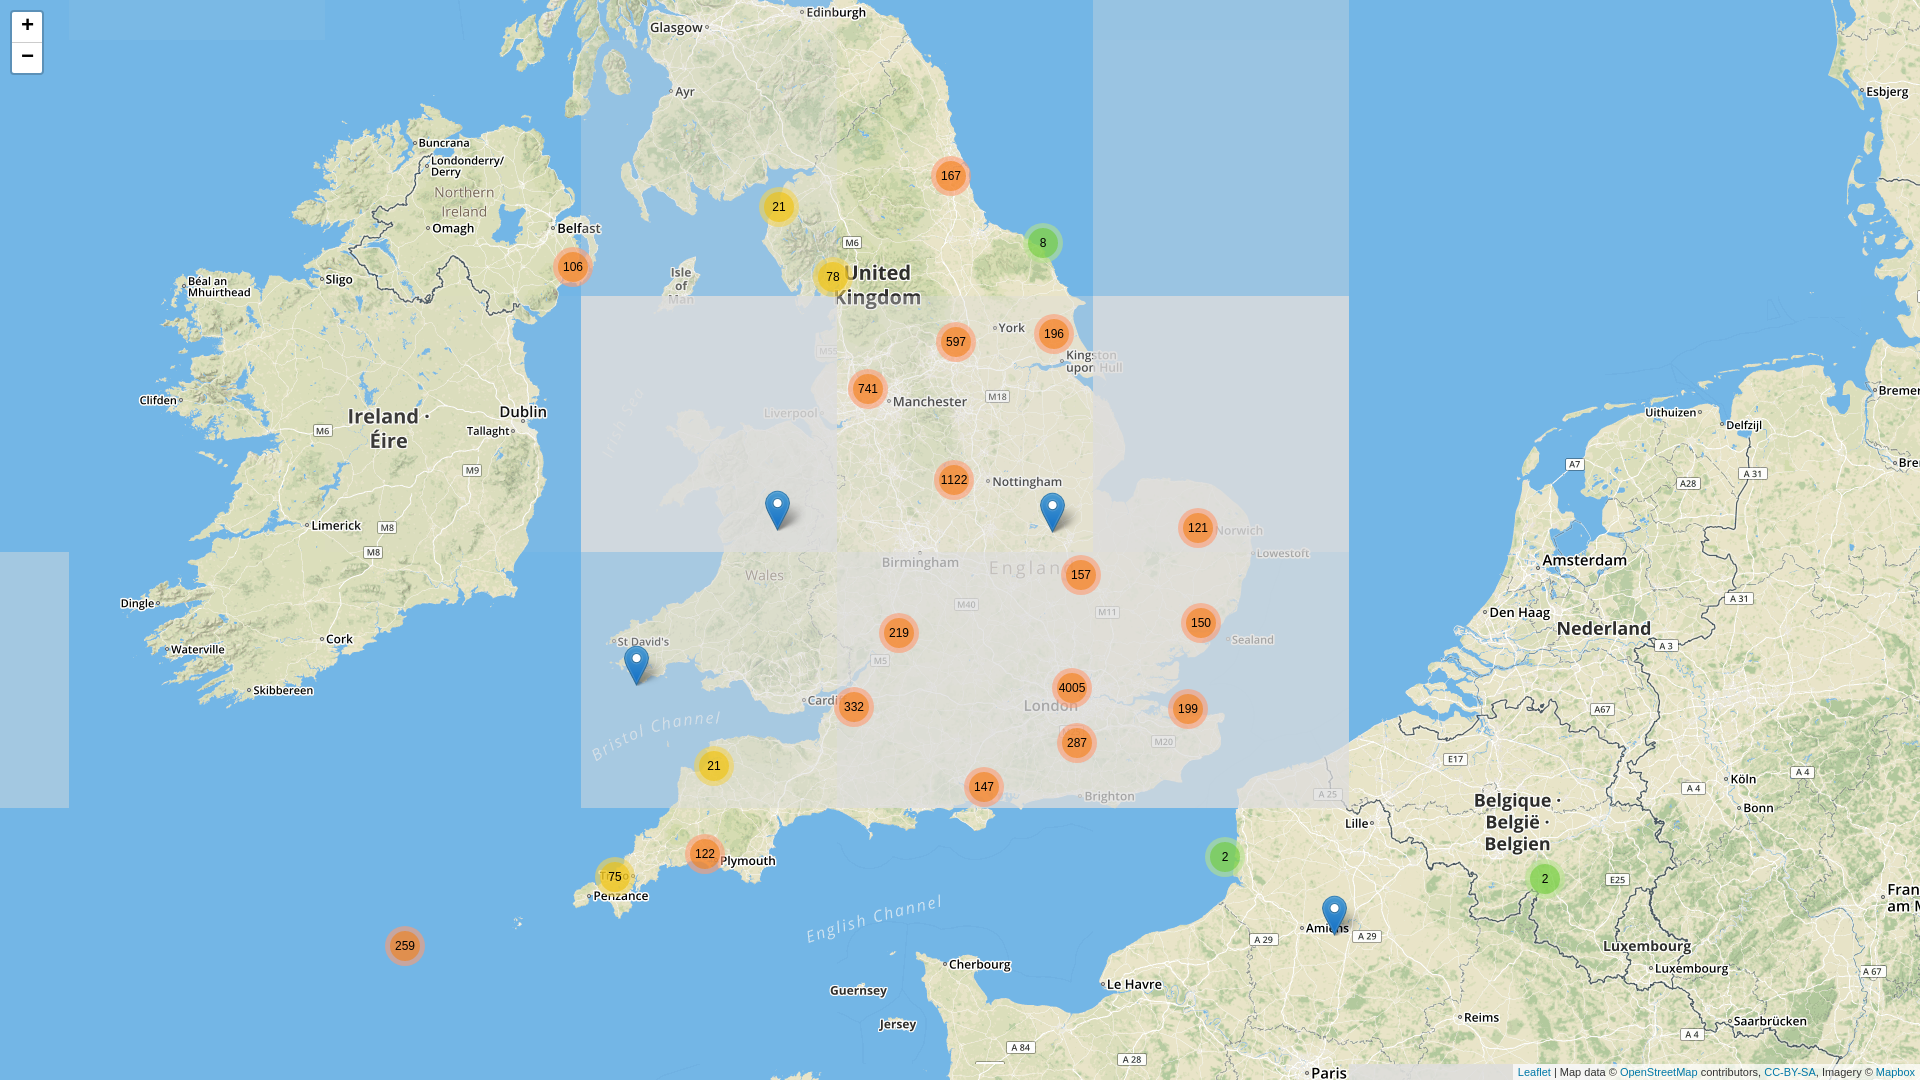 +
−
Edinburgh
Glasgow
Ayr
Esbjerg
Buncrana
Londonderry/
Derry
Northern
Ireland
Omagh
Belfast
167
21
8
M6
106
78
United
Kingdom
Isle
of
Man
Sligo
Béal an
Mhuirthead
York
196
597
Kingston
upon Hull
M55
741
Manchester
M18
Clifden
Ireland ·
Éire
Dublin
Tallaght
M6
M9
Liverpool
Irish Sea
Uithuizen
Delfzijl
A7
A 31
A28
1122
Nottingham
Limerick
M8
M8
121
Norwich
Lowestoft
Birmingham
England
157
Wales
M40
M11
Amsterdam
A 31
Den Haag
Nederland
A 3
Dingle
Waterville
Cork
Skibbereen
St David's
219
150
Sealand
M5
4005
London
Cardi
332
199
287
M20
Bristol Channel
A67
E17
21
147
Brighton
A 25
Köln
A 4
A 4
Bonn
Belgique ·
België ·
Belgien
Lille
122
Plymouth
75
Penzance
2
2
E25
Fran
am M
259
English Channel
Amiens
A 29
A 29
Luxembourg
Luxembourg
A 67
Cherbourg
Le Havre
Guernsey
Jersey
Reims
Saarbrücken
A 4
A 84
A 28
Paris
Leaflet | Map data © OpenStreetMap contributors, CC-BY-SA, Imagery © Mapbox